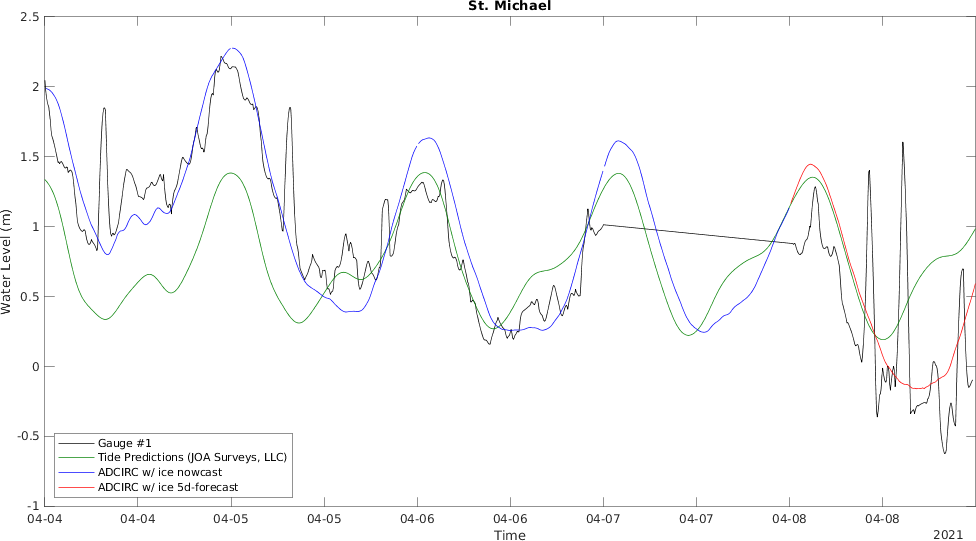 St. Michael
Water Level (m)
2.5
2
1.5
1
0.5
0
-0.5
-1
Gauge #1
Tide Predictions (JOA Surveys, LLC)
ADCIRC w/ ice nowcast
ADCIRC w/ ice 5d-forecast
04-04 04-04 04-05 04-05 04-06 04-06 04-07 04-07 04-08 04-08
Time
2021